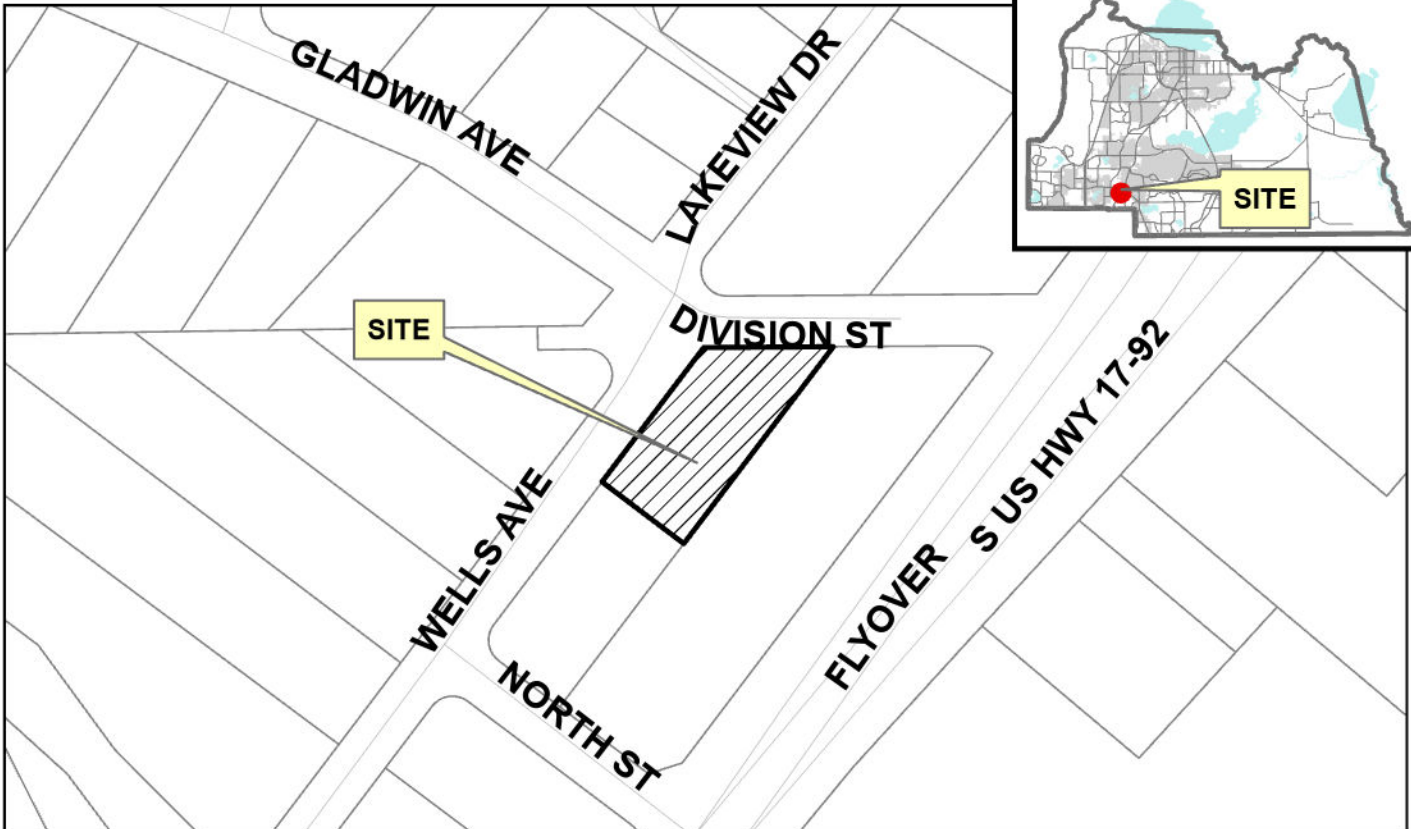 GLADWIN AVE
LAKEVIEW DR
SITE
SITE
DIVISION ST
S US HWY 17-92
WELLS AVE
FLYOVER
NORTH ST